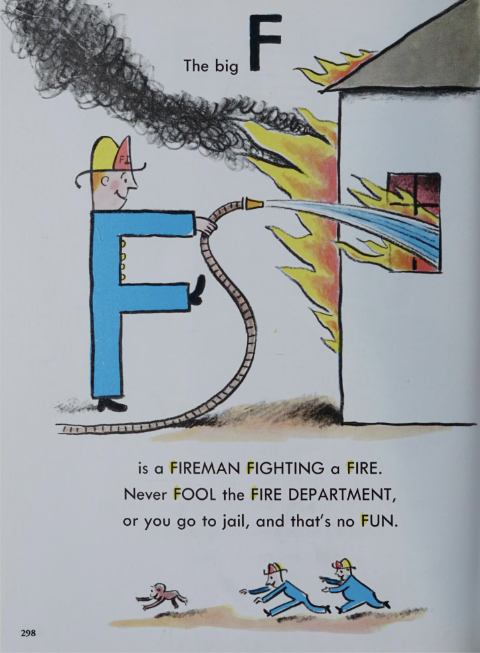 The big F
F.D.
is a FIREMAN FIGHTING a FIRE.
Never FOOL the FIRE DEPARTMENT,
or you go to jail, and that's no FUN.
298